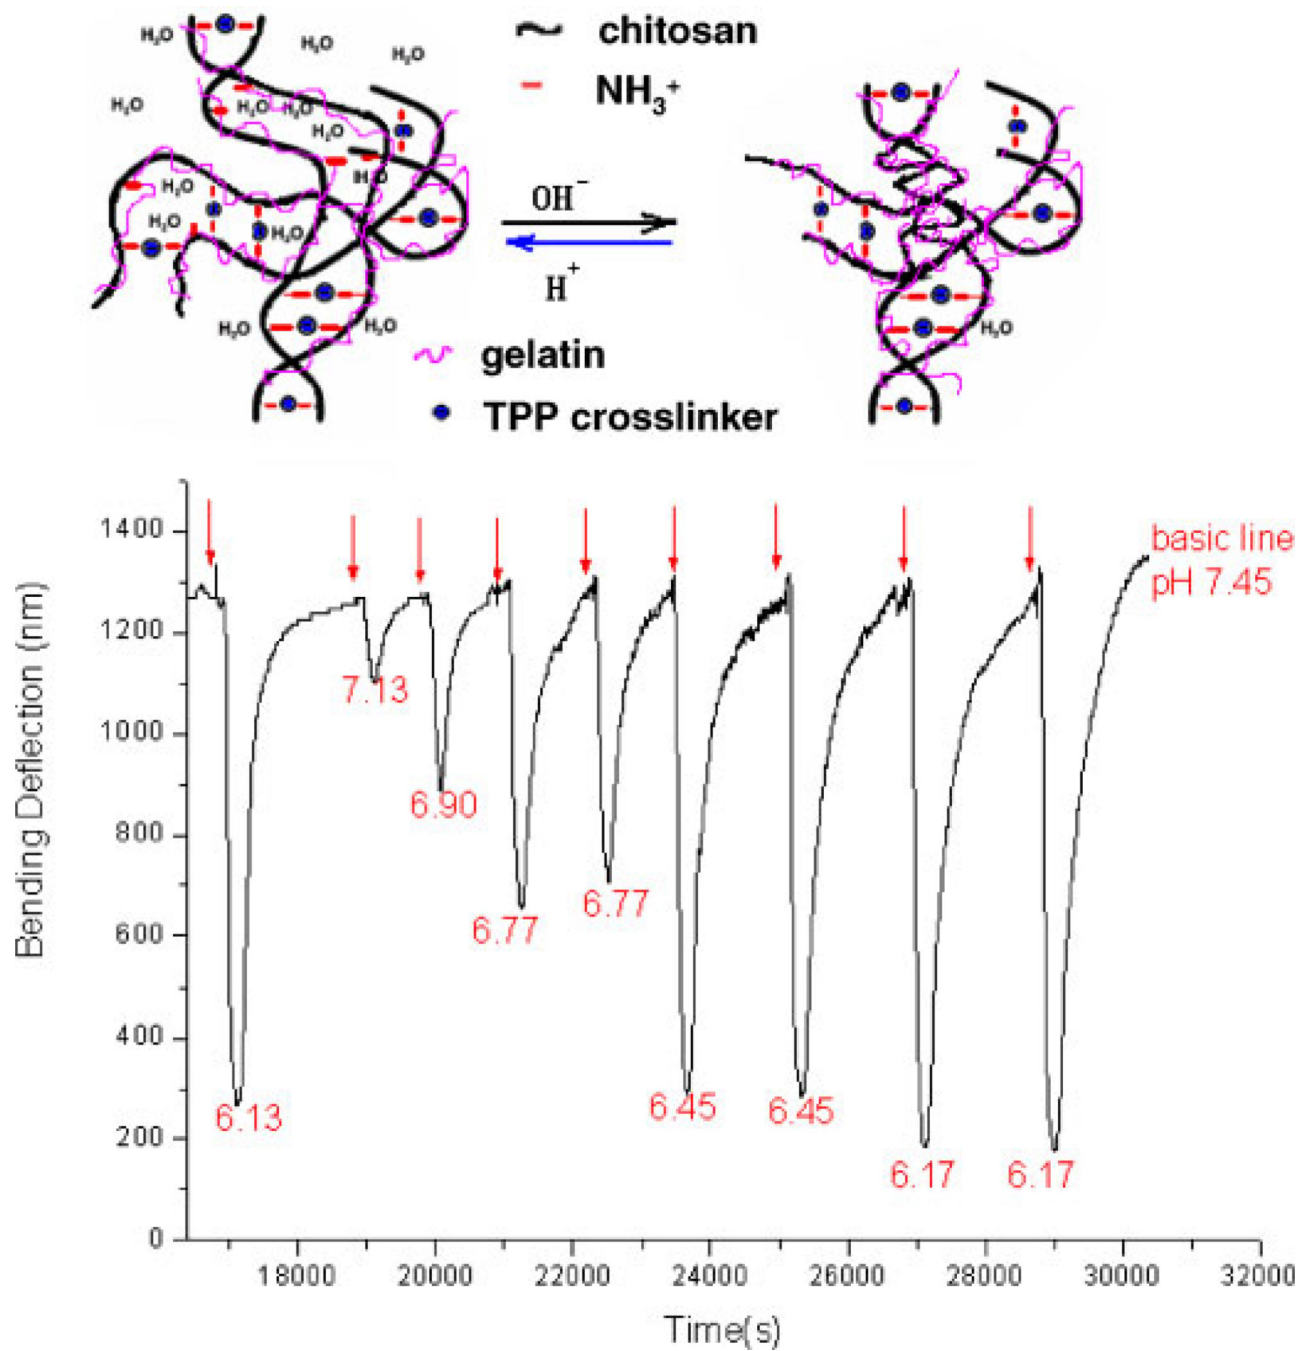 H₂O
H₂O
H₂O
H₂O
H₂O
H₂O
H₂O
H₂O
H₂O
H₂O
H₂O
H₂O
H₂O
chitosan
NH₃⁺
OH⁻
H⁺
gelatin
TPP crosslinker
H₂O
Bending Deflection (nm)
1400
1200
1000
800
600
400
200
0
basic line
pH 7.45
7.13
6.90
6.77
6.77
6.13
6.45
6.45
6.17
6.17
18000 20000 22000 24000 26000 28000 30000 32000
Time(s)